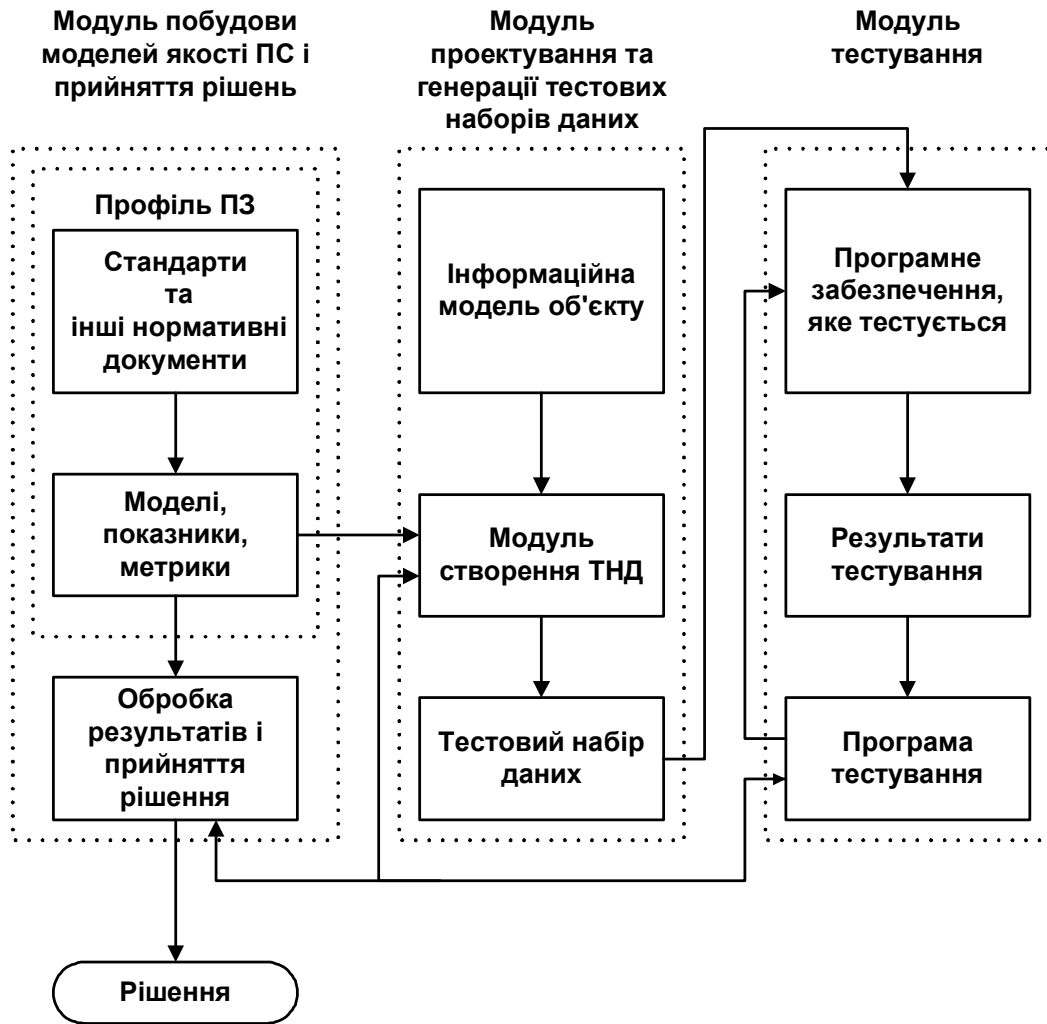 Модуль побудови
моделей якості ПС і
прийняття рішень
Профіль ПЗ
Стандарти
та
інші нормативні
документи
Моделі,
показники,
метрики
Обробка
результатів і
прийняття
рішення
Рішення
Модуль
проектування та
генерації тестових
наборів даних
Інформаційна
модель об'єкту
Модуль
створення ТНД
Тестовий набір
даних
Модуль
тестування
Програмне
забезпечення,
яке тестується
Результати
тестування
Програма
тестування